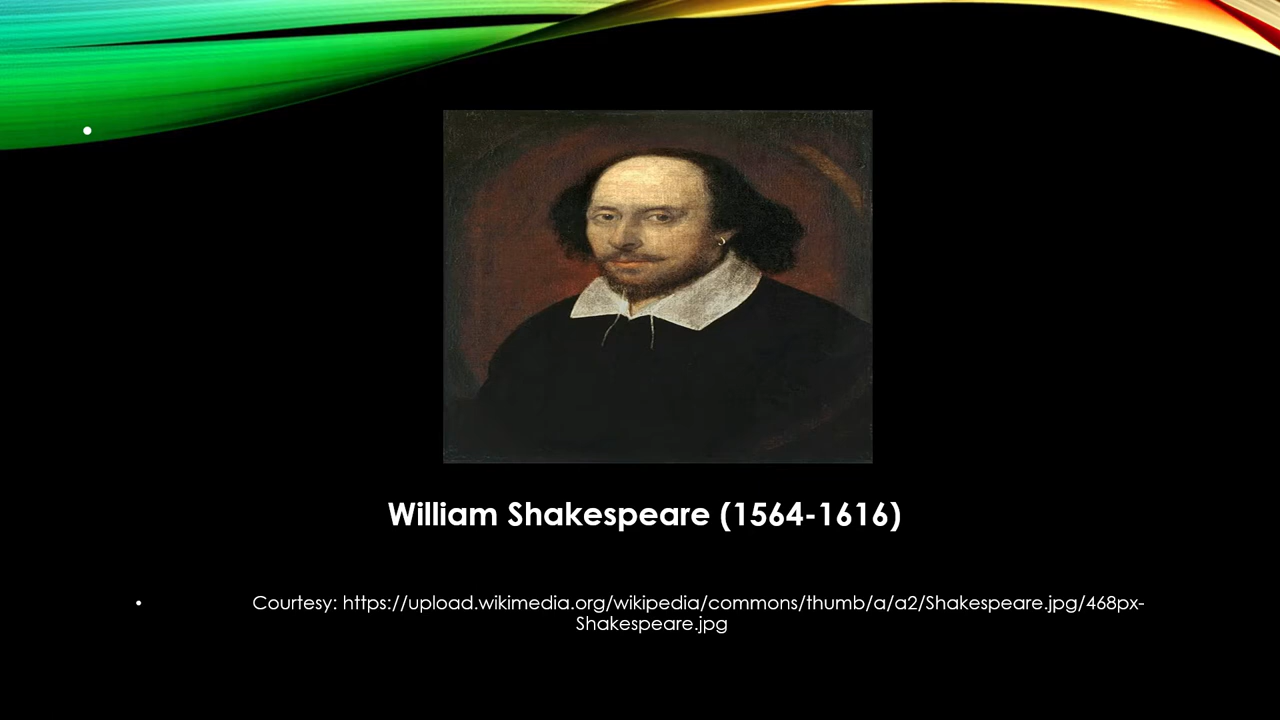 William Shakespeare (1564-1616)
• Courtesy: https://upload.wikimedia.org/wikipedia/commons/thumb/a/a2/Shakespeare.jpg/468px-
Shakespeare.jpg